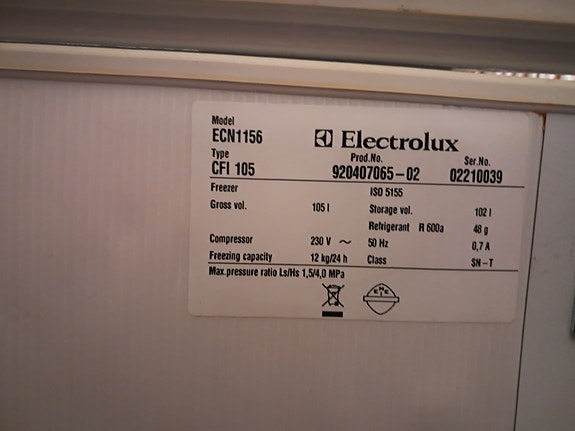 Model
ECN1156
Electrolux
Type
Prod.No.
Ser.No.
CFI 105
920407065-02
02210039
Freezer
ISO 5155
Gross vol.
105 l
Storage vol.
102 l
Refrigerant R 600a
48 g
Compressor
230 V ~
50 Hz
0,7 A
Freezing capacity
12 kg/24 h
Class
SN-T
Max.pressure ratio Ls/Hs 1,5/4,0 MPa